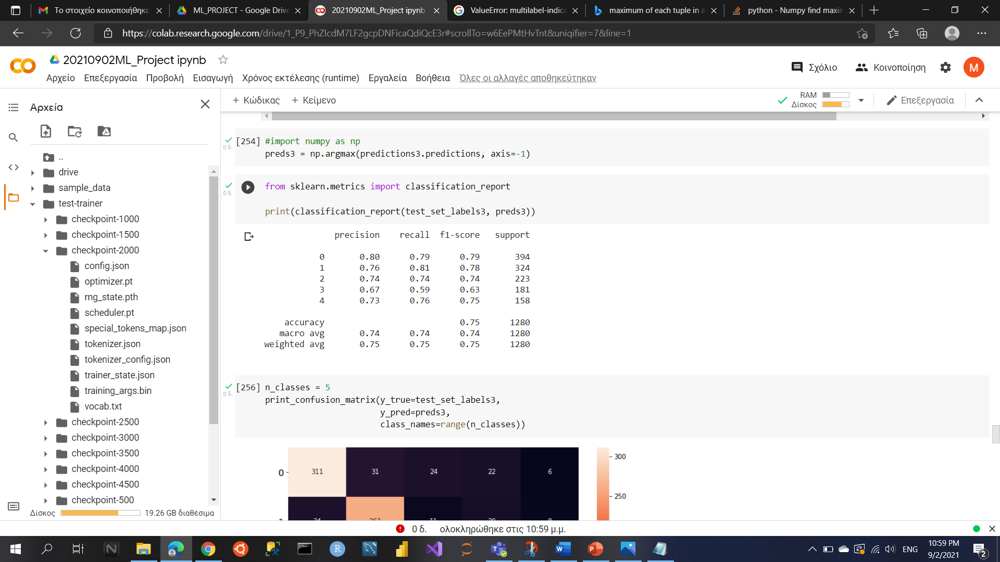 Το στοιχείο κοινοποιήθηκε
ML_PROJECT - Google Drive
20210902ML_Project ipynb
ValueError: multilabel-indica
maximum of each tuple in a
python - Numpy find maxin
https://colab.research.google.com/drive/1_P9_PhZIcdM7LF2gcpDNFicaQdiQcE3r#scrollTo=w6EePMtHvTnt&uniqifier=7&line=1
20210902ML_Project ipynb
Αρχείο Επεξεργασία Προβολή Εισαγωγή Χρόνος εκτέλεσης (runtime) Εργαλεία Βοήθεια Όλες οι αλλαγές αποθηκεύτηκαν
Σχόλιο Κοινοποίηση M
Αρχεία
+ Κώδικας + Κείμενο
RAM
Δίσκος
Επεξεργασία
..
drive
sample_data
test-trainer
checkpoint-1000
checkpoint-1500
checkpoint-2000
config.json
optimizer.pt
rng_state.pth
scheduler.pt
special_tokens_map.json
tokenizer.json
tokenizer_config.json
trainer_state.json
training_args.bin
vocab.txt
checkpoint-2500
checkpoint-3000
checkpoint-3500
checkpoint-4000
checkpoint-4500
checkpoint-500
Δίσκος 19.26 GB διαθέσιμα
[254] #import numpy as np
0 δ.
preds3 = np.argmax(predictions3.predictions, axis=-1)
from sklearn.metrics import classification_report
0 δ.
print(classification_report(test_set_labels3, preds3))
precision recall f1-score support
0 0.80 0.79 0.79 394
1 0.76 0.81 0.78 324
2 0.74 0.74 0.74 223
3 0.67 0.59 0.63 181
4 0.73 0.76 0.75 158
accuracy 0.75 1280
macro avg 0.74 0.74 0.74 1280
weighted avg 0.75 0.75 0.75 1280
[256] n_classes = 5
0 δ.
print_confusion_matrix(y_true=test_set_labels3,
y_pred=preds3,
class_names=range(n_classes))
0 311 31 24 22 6
300
250
0 δ. ολοκληρώθηκε στις 10:59 μ.μ.
ENG
10:59 PM
9/2/2021
2